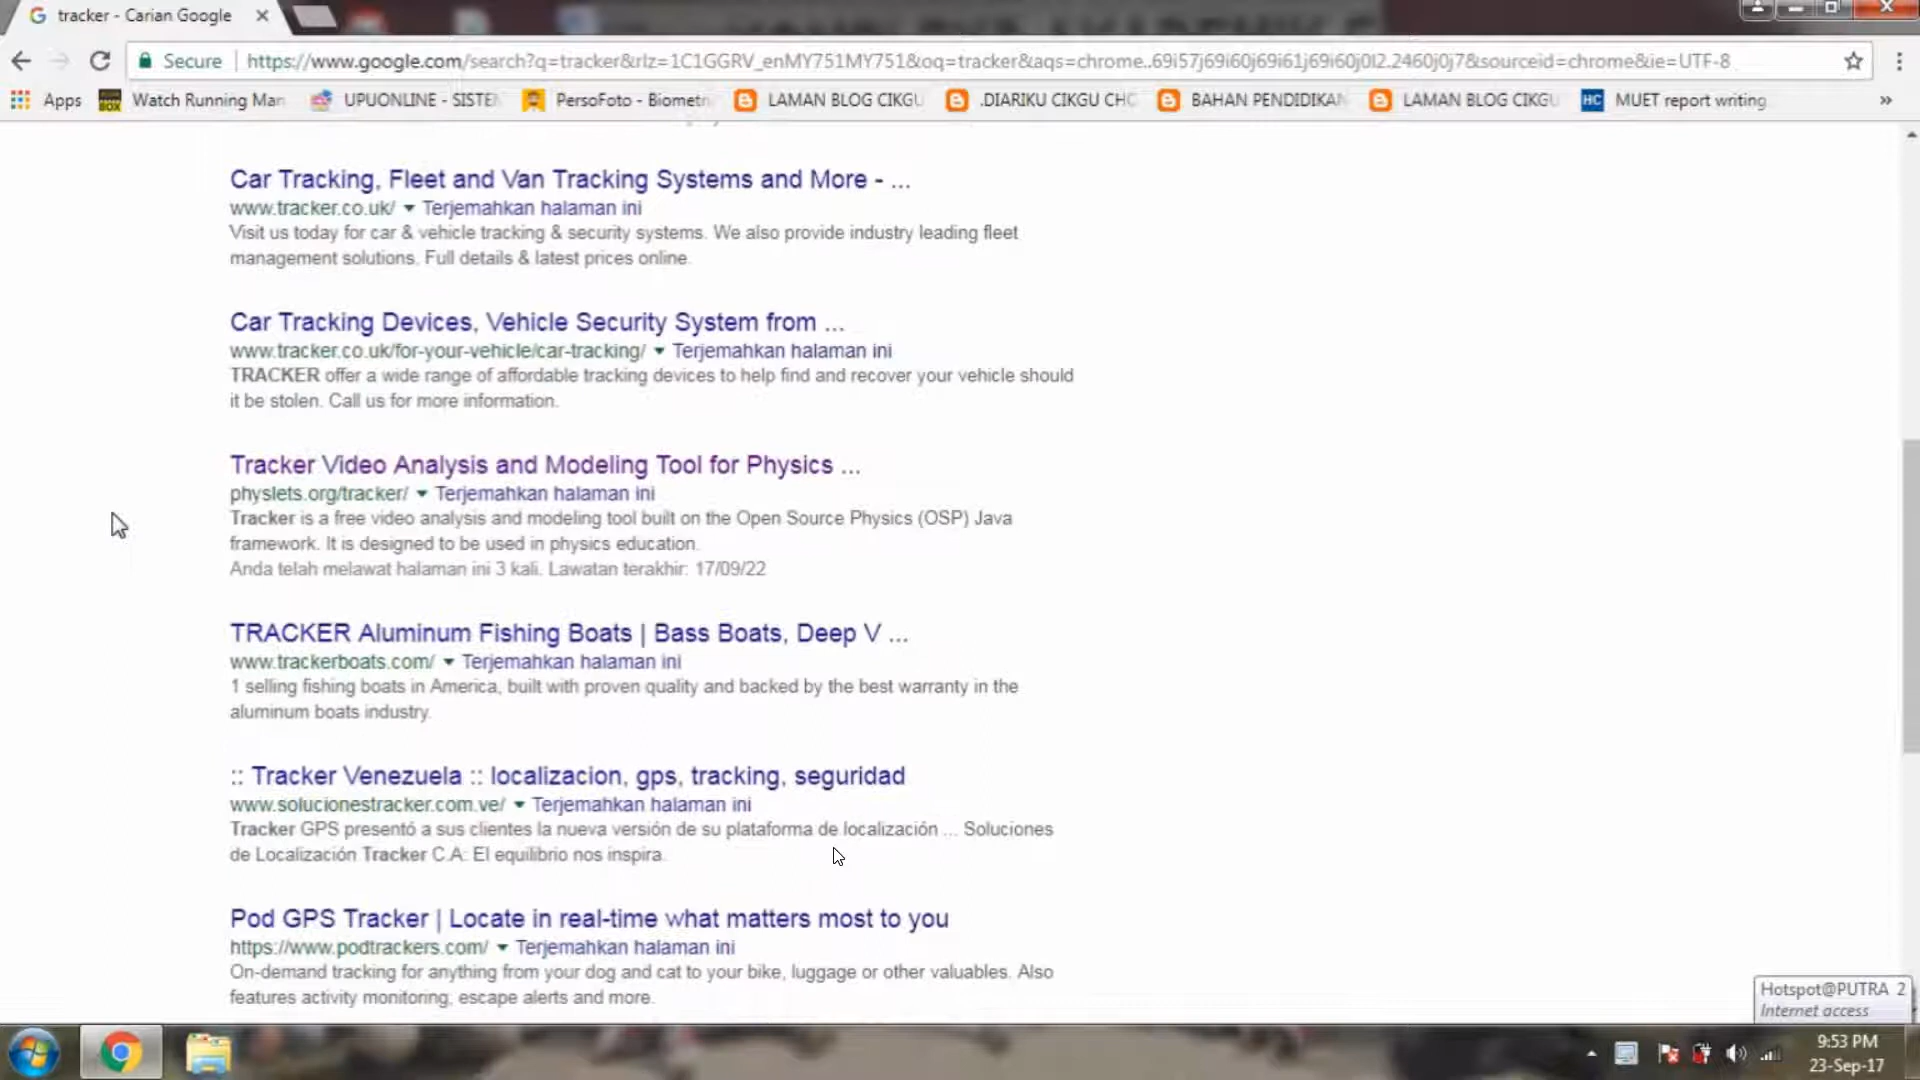 tracker - Carian Google
Secure | https://www.google.com/search?q=tracker&rlz=1C1GGRV_enMY751MY751&oq=tracker&aqs=chrome..69i57j69i60j69i61j69i60j0l2.2460j0j7&sourceid=chrome&ie=UTF-8
Apps Watch Running Man UPUONLINE - SISTEM PersoFoto - Biometri LAMAN BLOG CIKGU .DIARIKU CIKGU CHO BAHAN PENDIDIKAN LAMAN BLOG CIKGU HC MUET report writing »
Car Tracking, Fleet and Van Tracking Systems and More - ...
www.tracker.co.uk/ Terjemahkan halaman ini
Visit us today for car & vehicle tracking & security systems. We also provide industry leading fleet
management solutions. Full details & latest prices online.
Car Tracking Devices, Vehicle Security System from ...
www.tracker.co.uk/for-your-vehicle/car-tracking/ Terjemahkan halaman ini
TRACKER offer a wide range of affordable tracking devices to help find and recover your vehicle should
it be stolen. Call us for more information.
Tracker Video Analysis and Modeling Tool for Physics ...
physlets.org/tracker/ Terjemahkan halaman ini
Tracker is a free video analysis and modeling tool built on the Open Source Physics (OSP) Java
framework. It is designed to be used in physics education.
Anda telah melawat halaman ini 3 kali. Lawatan terakhir: 17/09/22
TRACKER Aluminum Fishing Boats | Bass Boats, Deep V ...
www.trackerboats.com/ Terjemahkan halaman ini
1 selling fishing boats in America, built with proven quality and backed by the best warranty in the
aluminum boats industry.
:: Tracker Venezuela :: localizacion, gps, tracking, seguridad
www.solucionestracker.com.ve/ Terjemahkan halaman ini
Tracker GPS presentó a sus clientes la nueva versión de su plataforma de localización ... Soluciones
de Localización Tracker C.A: El equilibrio nos inspira.
Pod GPS Tracker | Locate in real-time what matters most to you
https://www.podtrackers.com/ Terjemahkan halaman ini
On-demand tracking for anything from your dog and cat to your bike, luggage or other valuables. Also
features activity monitoring, escape alerts and more.
Hotspot@PUTRA 2
Internet access
9:53 PM
23-Sep-17